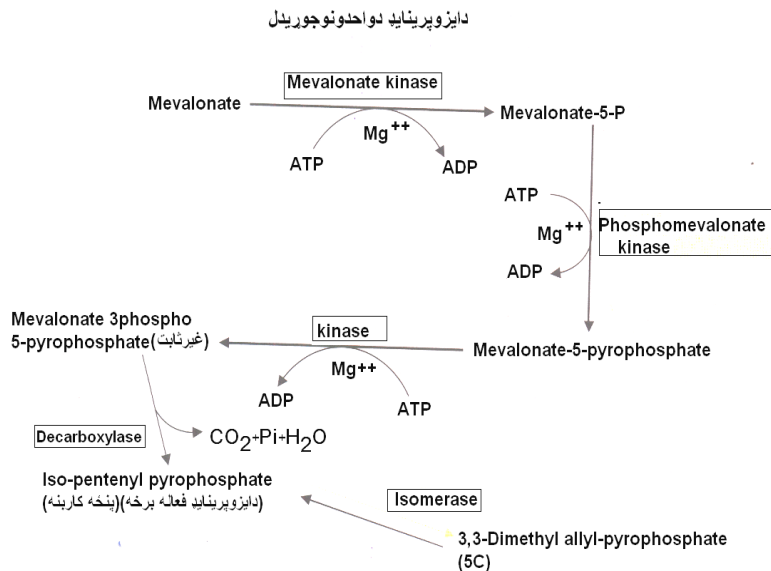 دایزوپرینایډ دواحدونوجوړیدل
Mevalonate kinase
Mevalonate
Mevalonate-5-P
Mg++
ATP
ADP
ATP
Mg++
Phosphomevalonate
kinase
ADP
Mevalonate 3phospho
5-pyrophosphate(غیرثابت)
kinase
Mevalonate-5-pyrophosphate
Mg++
ADP
ATP
Decarboxylase
CO2+Pi+H2O
Iso-pentenyl pyrophosphate
(دایزوپرینایډ فعاله برخه)(پنځه کاربنه)
Isomerase
3,3-Dimethyl allyl-pyrophosphate
(5C)